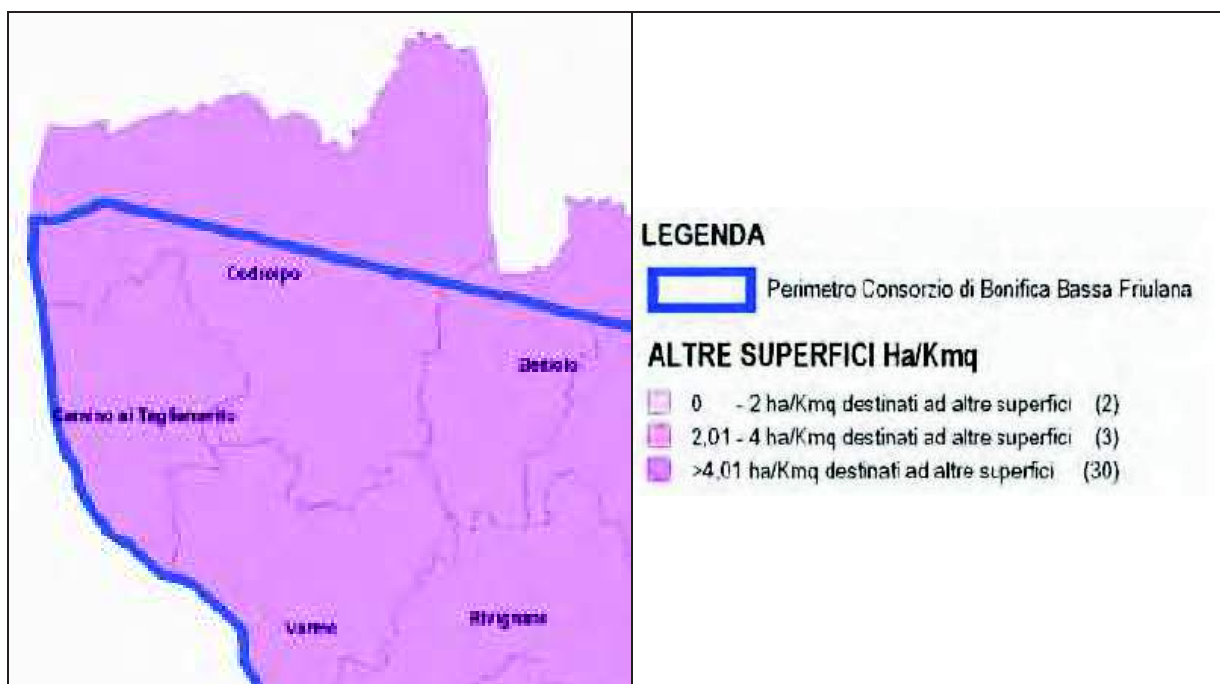 Codroipo
Bertiolo
Camino al Tagliamento
Varmo
Rivignano
LEGENDA
Perimetro Consorzio di Bonifica Bassa Friulana
ALTRE SUPERFICI Ha/Kmq
0 - 2 ha/Kmq destinati ad altre superfici (2)
2,01 - 4 ha/Kmq destinati ad altre superfici (3)
>4,01 ha/Kmq destinati ad altre superfici (30)